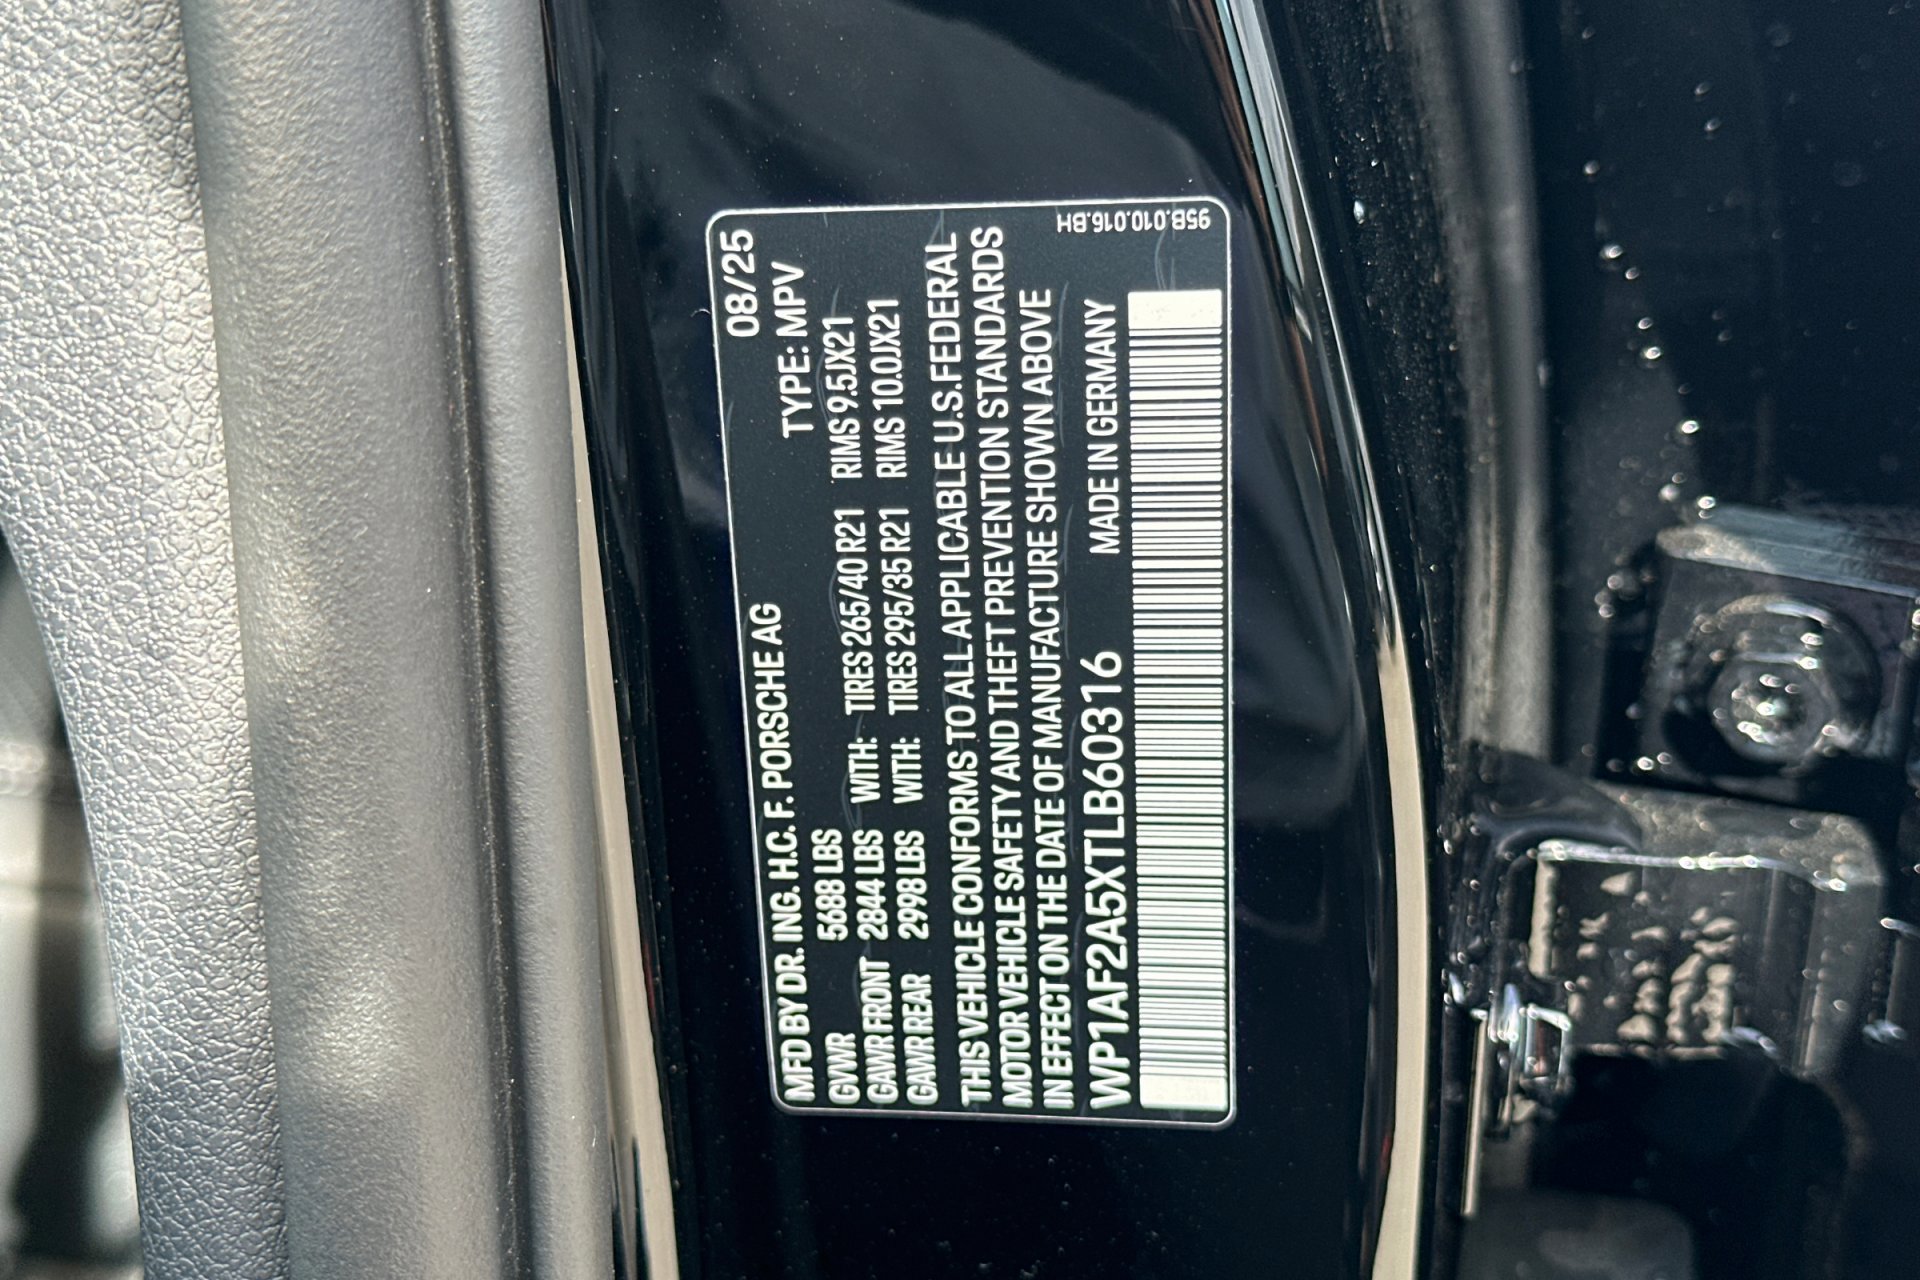 08/25
MFD BY DR. ING. H.C. F. PORSCHE AG TYPE: MPV
GVWR 5688 LBS
GAWR FRONT 2844 LBS WITH: TIRES 265/40 R21 RIMS 9.5JX21
GAWR REAR 2998 LBS WITH: TIRES 295/35 R21 RIMS 10.0JX21
THIS VEHICLE CONFORMS TO ALL APPLICABLE U.S.FEDERAL
MOTOR VEHICLE SAFETY AND THEFT PREVENTION STANDARDS
IN EFFECT ON THE DATE OF MANUFACTURE SHOWN ABOVE
WP1AF2A5XTLB60316 MADE IN GERMANY
95B.010.016.BH